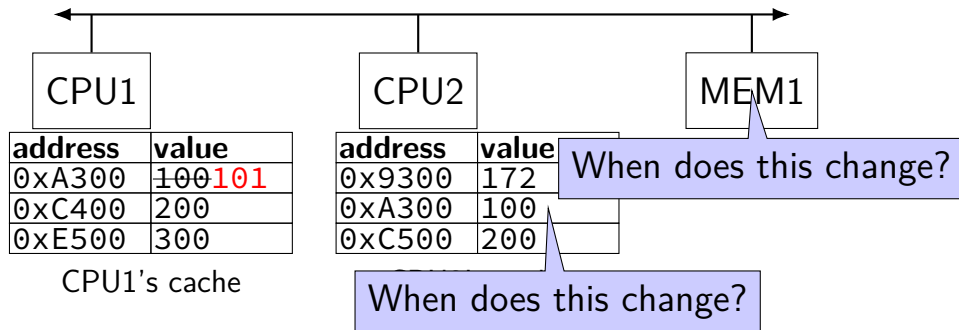 CPU1 CPU2 MEM1
address value address value
When does this change?
0xA300 100101 0x9300 172
0xC400 200 0xA300 100
0xE500 300 0xC500 200
CPU1's cache
When does this change?